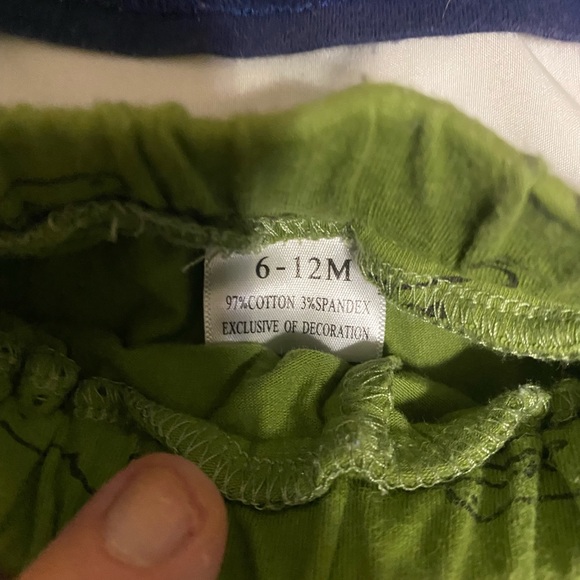 6-12M
97%COTTON 3%SPANDEX
EXCLUSIVE OF DECORATION